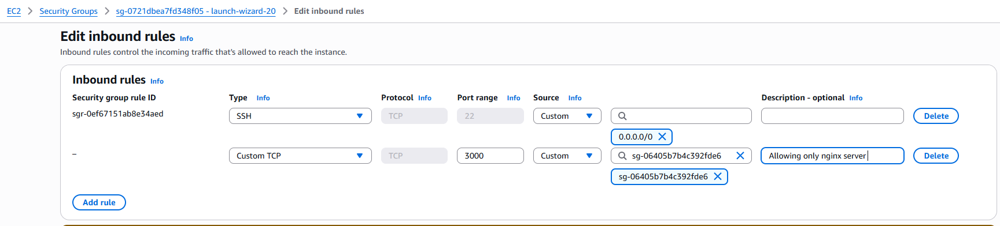 EC2 > Security Groups > sg-0721dbea7fd348f05 - launch-wizard-20 > Edit inbound rules
Edit inbound rules Info
Inbound rules control the incoming traffic that's allowed to reach the instance.
Inbound rules Info
Security group rule ID Type Info Protocol Info Port range Info Source Info Description - optional Info
sgr-0ef67151ab8e34aed SSH TCP 22 Custom Delete
0.0.0.0/0
– Custom TCP TCP 3000 Custom sg-06405b7b4c392fde6 Allowing only nginx server Delete
sg-06405b7b4c392fde6
Add rule